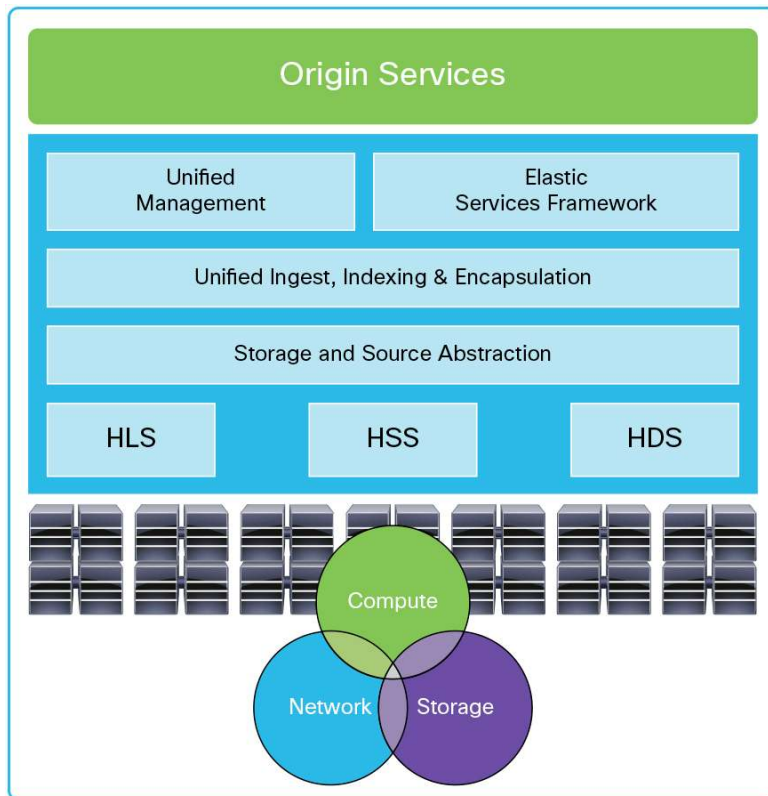 Origin Services
Unified
Management
Elastic
Services Framework
Unified Ingest, Indexing & Encapsulation
Storage and Source Abstraction
HLS
HSS
HDS
Compute
Network
Storage